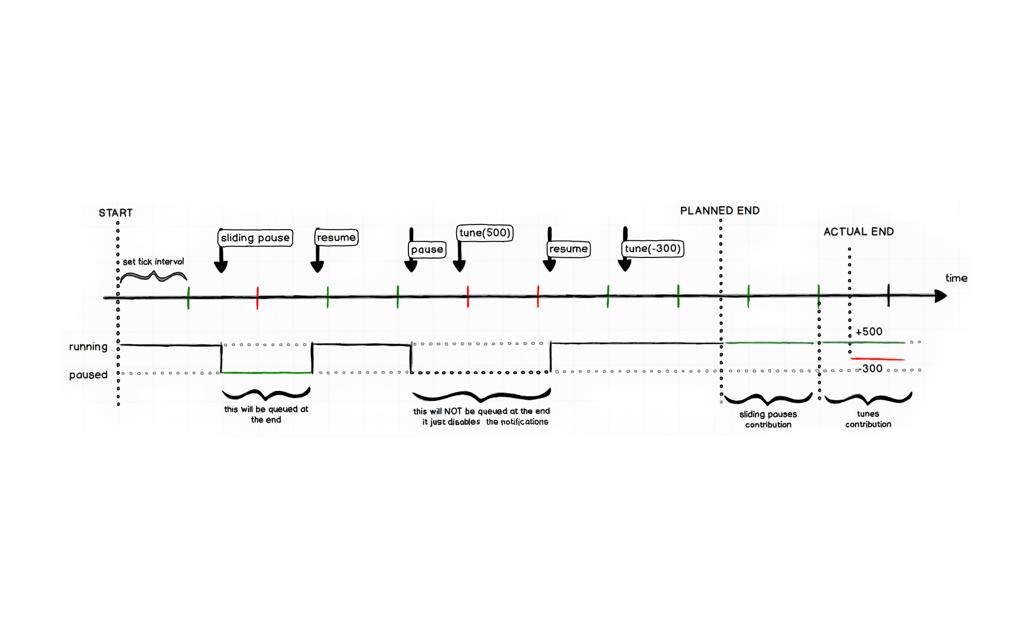 START
PLANNED END
ACTUAL END
sliding pause
resume
pause
tune(500)
resume
tune(-300)
set tick interval
time
running
paused
+500
-300
this will be queued at
the end
this will NOT be queued at the end
it just disables the notifications
sliding pauses
contribution
tunes
contribution